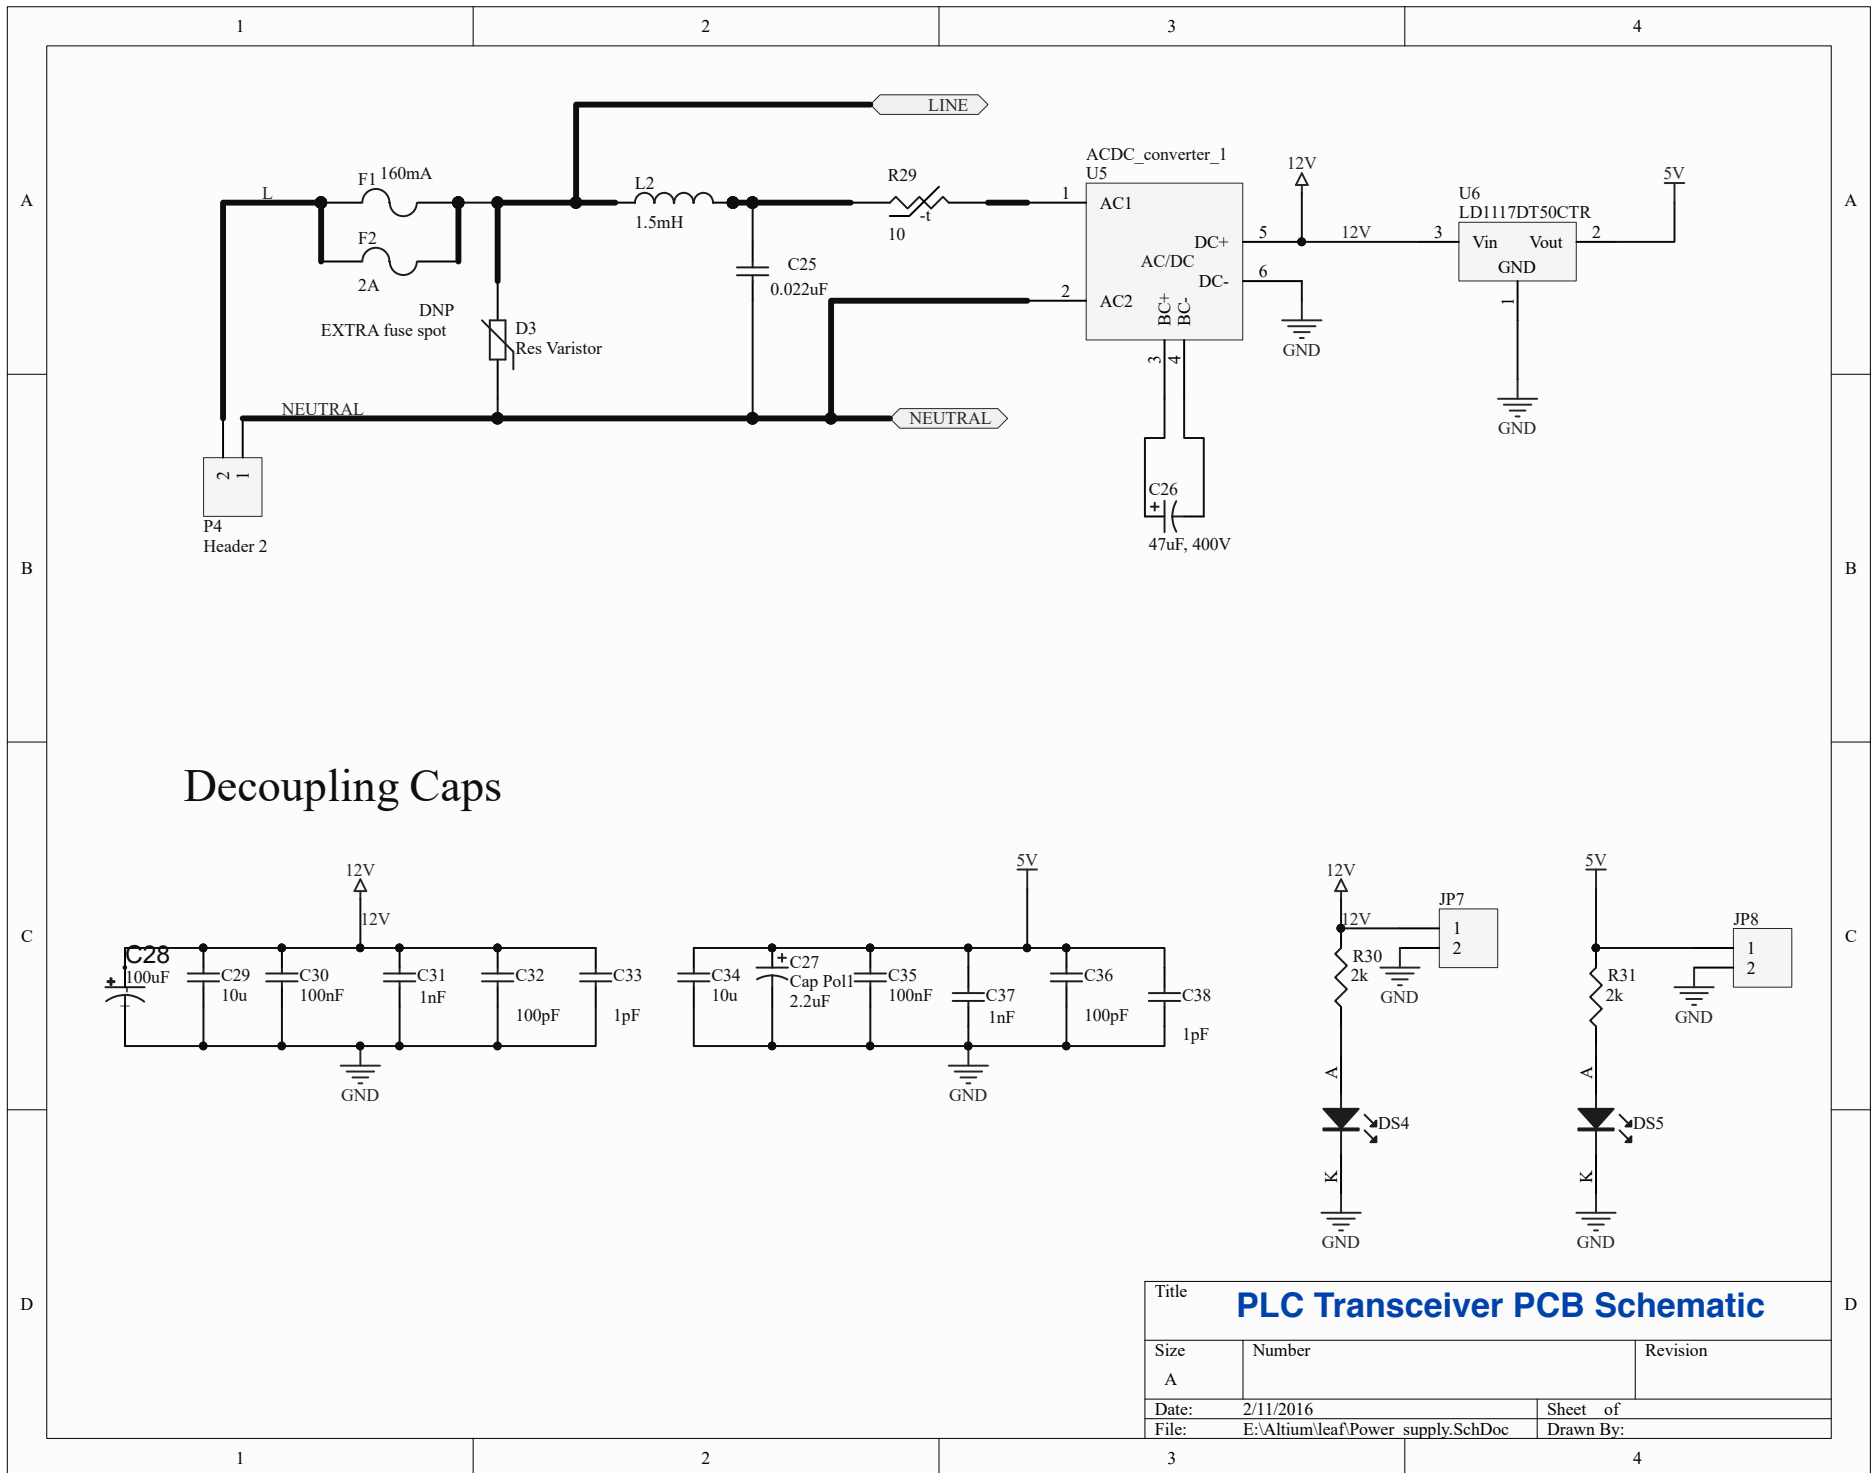 1 2 3 4
A
A
B
B
C
C
D
D
LINE
L
F1
160mA
F2
2A
DNP
EXTRA fuse spot
D3
Res Varistor
L2
1.5mH
C25
0.022uF
R29
-t
10
NEUTRAL
NEUTRAL
2
1
P4
Header 2
ACDC_converter_1
U5
1
AC1
2
AC2
DC+
5
AC/DC
DC-
6
BC+
BC-
3
4
C26
+
47uF, 400V
12V
12V
GND
U6
LD1117DT50CTR
3
Vin
Vout
2
GND
1
GND
5V
Decoupling Caps
12V
12V
C28
100uF
+
C29
10u
C30
100nF
C31
1nF
C32
100pF
C33
1pF
GND
5V
C34
10u
+
C27
Cap Pol1
2.2uF
C35
100nF
C37
1nF
C36
100pF
C38
1pF
GND
12V
12V
JP7
1
2
R30
2k
GND
A
DS4
K
GND
5V
JP8
1
2
R31
2k
GND
A
DS5
K
GND
Title
PLC Transceiver PCB Schematic
Size
A
Number
Revision
Date: 2/11/2016
Sheet of
File: E:\Altium\leaf\Power supply.SchDoc
Drawn By:
1 2 3 4